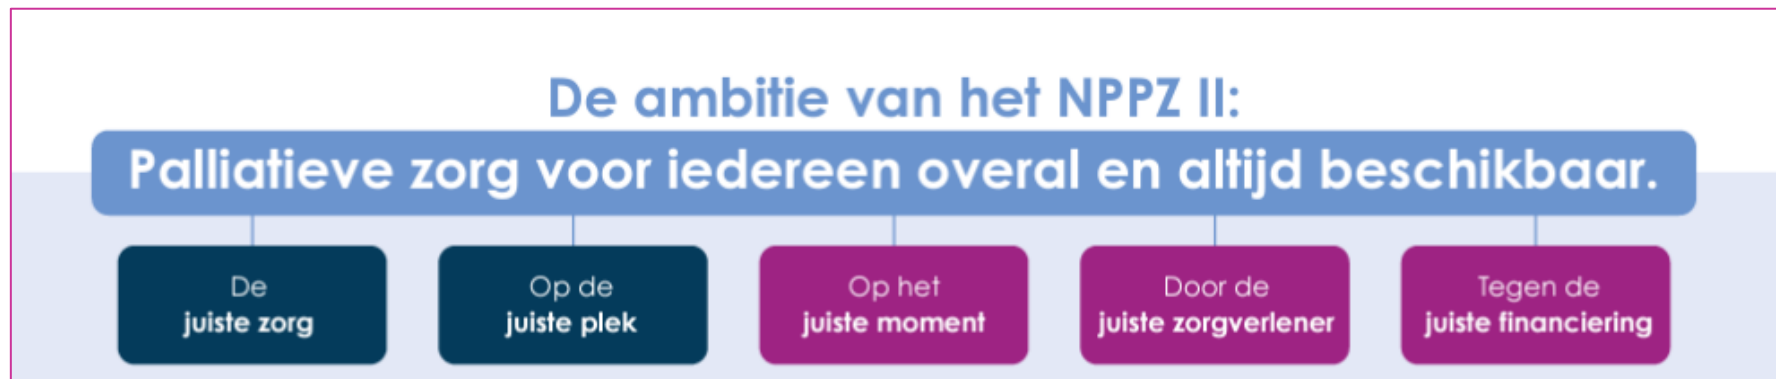 De ambitie van het NPPZ II:
Palliatieve zorg voor iedereen overal en altijd beschikbaar.
De
juiste zorg
Op de
juiste plek
Op het
juiste moment
Door de
juiste zorgverlener
Tegen de
juiste financiering